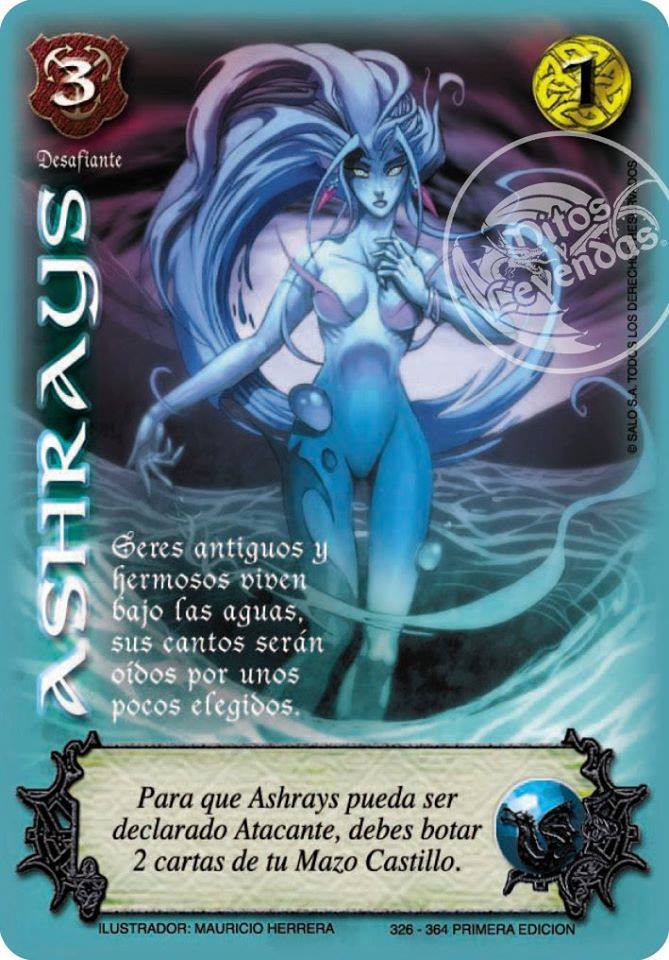 3
1
Desafiante
ASHRAYS
Mitos
y
Leyendas
© SALO S.A. TODOS LOS DERECHOS RESERVADOS
Seres antiguos y
hermosos viven
bajo las aguas,
sus cantos serán
oídos por unos
pocos elegidos.
Para que Ashrays pueda ser
declarado Atacante, debes botar
2 cartas de tu Mazo Castillo.
ILUSTRADOR: MAURICIO HERRERA
326 - 364 PRIMERA EDICION